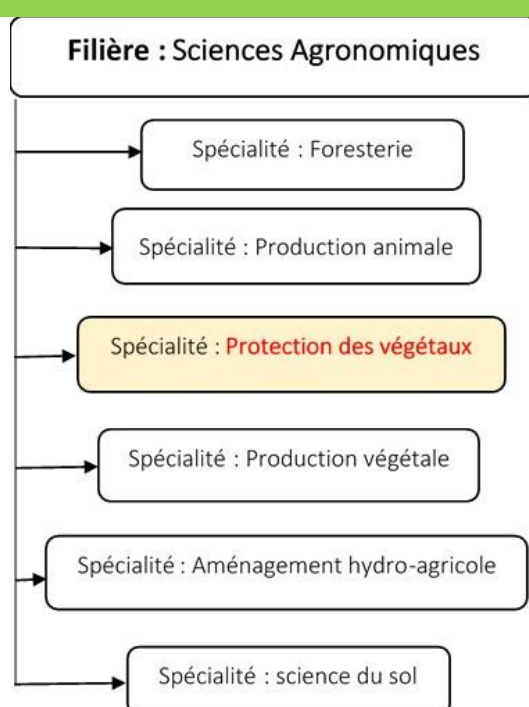 Filière : Sciences Agronomiques
Spécialité : Foresterie
Spécialité : Production animale
Spécialité : Protection des végétaux
Spécialité : Production végétale
Spécialité : Aménagement hydro-agricole
Spécialité : science du sol